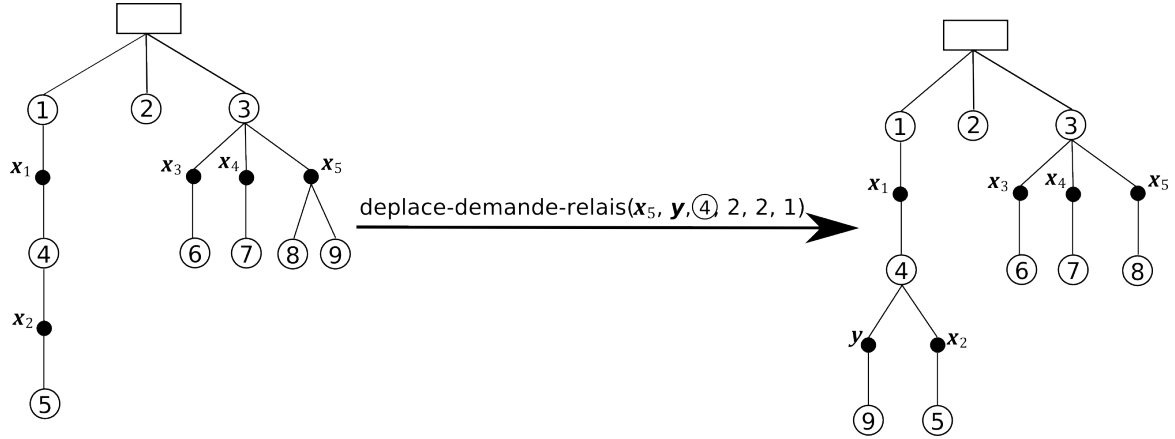 1 2 3
x₁ x₃ x₄ x₅
4 6 7 8 9
x₂
5
deplace-demande-relais(x₅, y, ④, 2, 2, 1)
1 2 3
x₁ x₃ x₄ x₅
4 6 7 8
y x₂
9 5